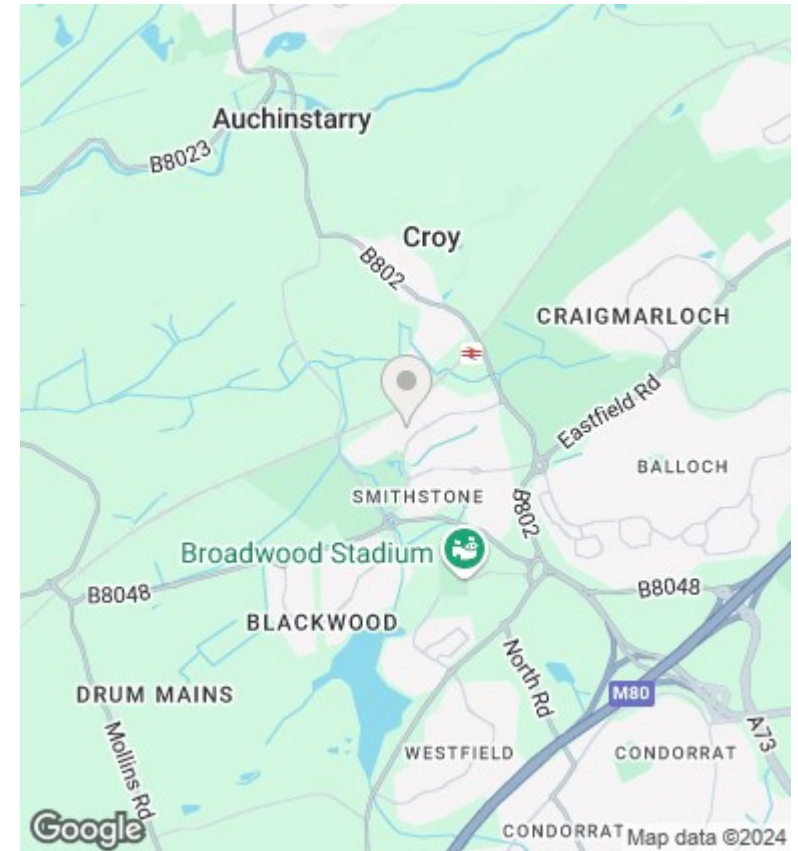 Auchinstarry
B8023
Croy
B802
CRAIGMARLOCH
Eastfield Rd
BALLOCH
SMITHSTONE
B802
Broadwood Stadium
B8048
B8048
BLACKWOOD
North Rd
DRUM MAINS
M80
Mollins Rd
A73
WESTFIELD
CONDORRAT
CONDORRAT
Google
Map data ©2024